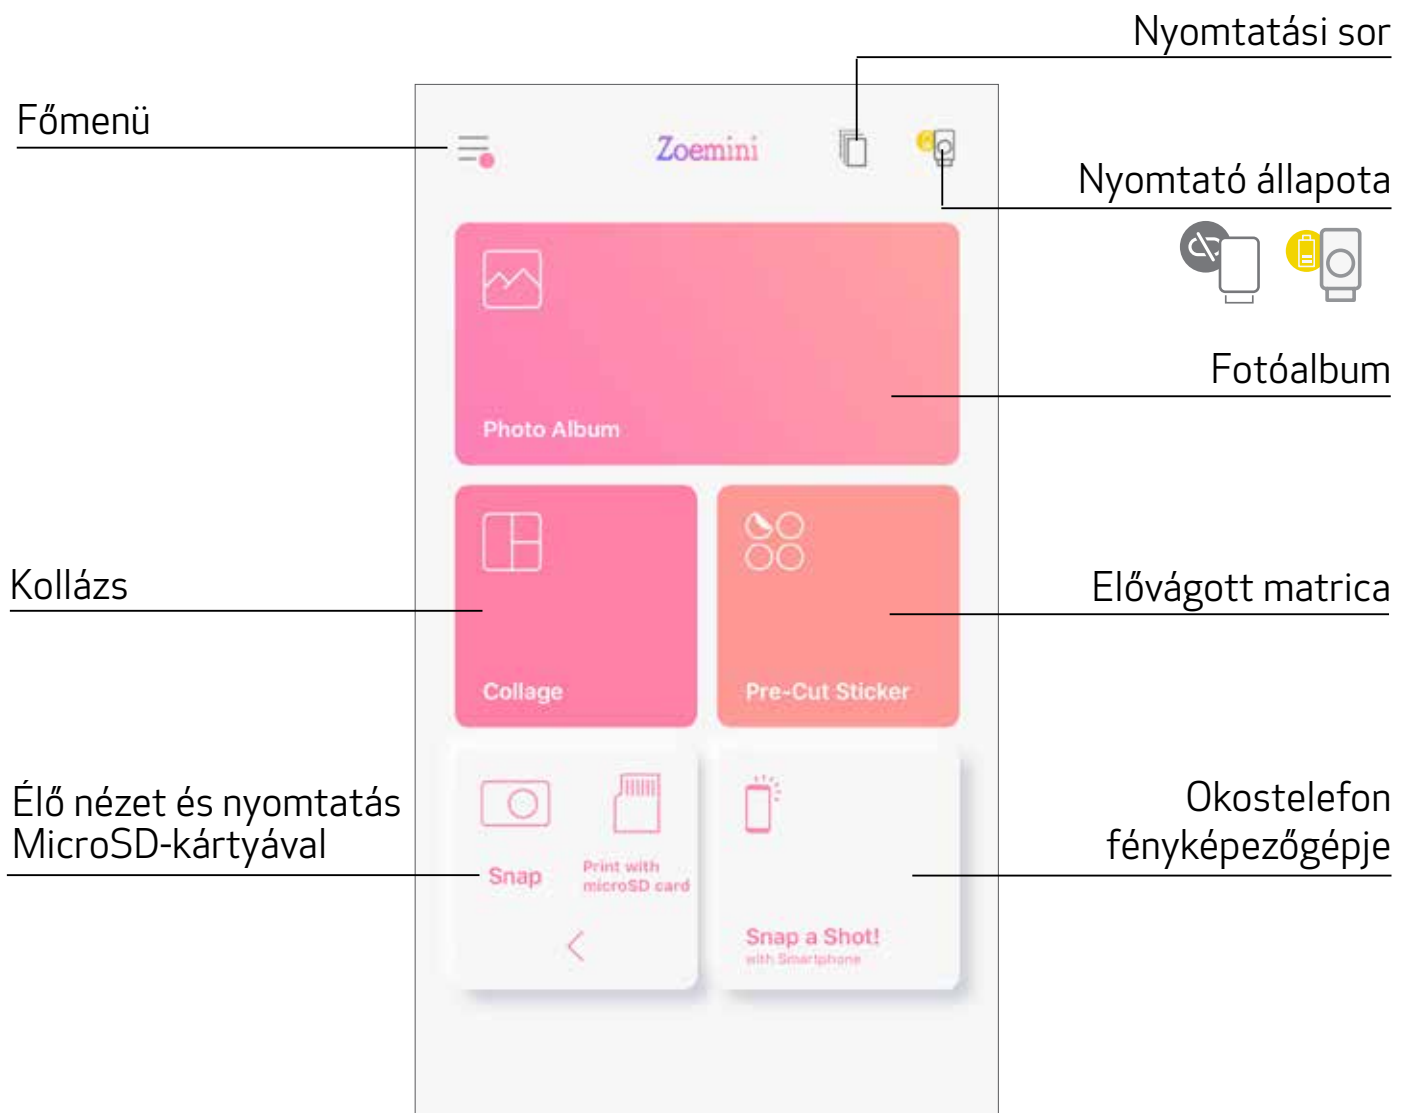 Nyomtatási sor
Főmenü
Zoemini
Nyomtató állapota
Fotóalbum
Photo Album
Kollázs
Elővágott matrica
Collage
Pre-Cut Sticker
Élő nézet és nyomtatás
MicroSD-kártyával
Okostelefon
fényképezőgépje
Snap
Print with
microSD card
Snap a Shot!
with Smartphone